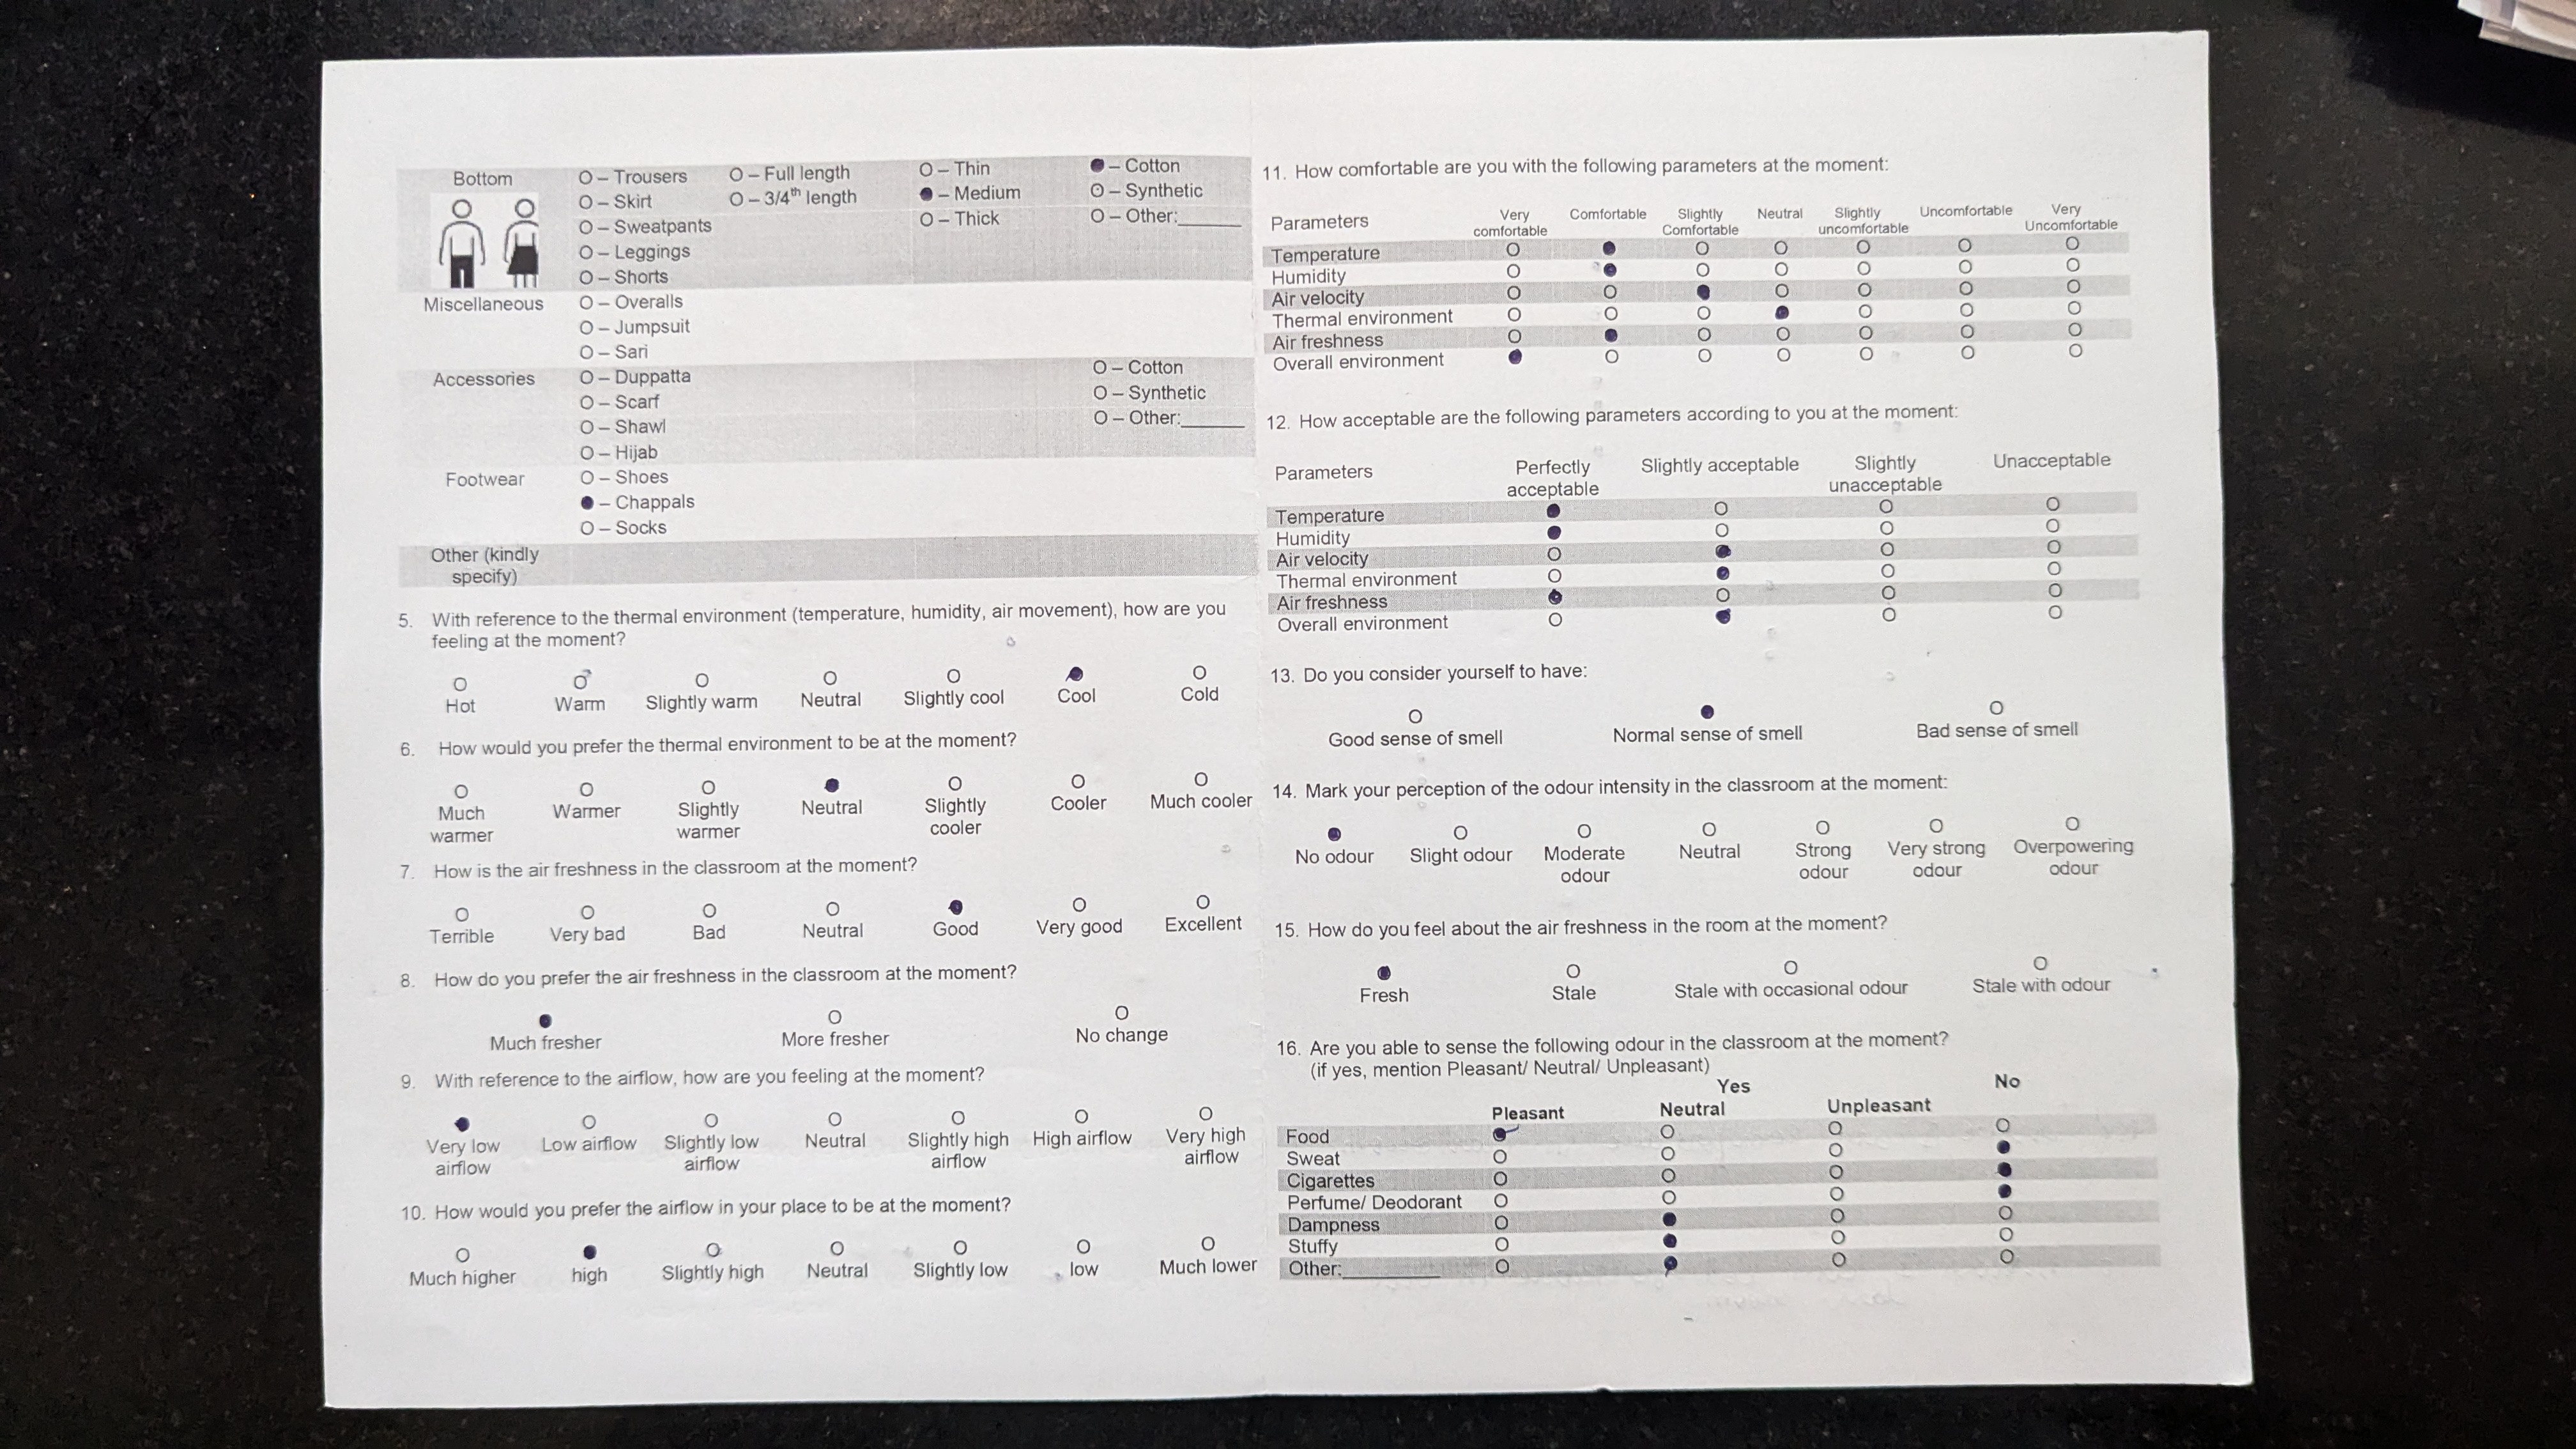 Bottom
O – Trousers
O – Skirt
O – Sweatpants
O – Leggings
O – Shorts
O – Full length
O – 3/4th length
O – Thin
● – Medium
O – Thick
● – Cotton
O – Synthetic
O – Other:_______
Miscellaneous
O – Overalls
O – Jumpsuit
O – Sari
Accessories
O – Duppatta
O – Scarf
O – Shawl
O – Hijab
O – Cotton
O – Synthetic
O – Other:_______
Footwear
O – Shoes
● – Chappals
O – Socks
Other (kindly
specify)
5. With reference to the thermal environment (temperature, humidity, air movement), how are you
feeling at the moment?
O O O O O ● O
Hot Warm Slightly warm Neutral Slightly cool Cool Cold
6. How would you prefer the thermal environment to be at the moment?
O O O ● O O O
Much Warmer Slightly Neutral Slightly Cooler Much cooler
warmer warmer cooler
7. How is the air freshness in the classroom at the moment?
O O O O ● O O
Terrible Very bad Bad Neutral Good Very good Excellent
8. How do you prefer the air freshness in the classroom at the moment?
● O O
Much fresher More fresher No change
9. With reference to the airflow, how are you feeling at the moment?
● O O O O O O
Very low Low airflow Slightly low Neutral Slightly high High airflow Very high
airflow airflow airflow airflow
10. How would you prefer the airflow in your place to be at the moment?
O ● O O O O O
Much higher high Slightly high Neutral Slightly low low Much lower
11. How comfortable are you with the following parameters at the moment:
Parameters Very Comfortable Slightly Neutral Slightly Uncomfortable Very
comfortable Comfortable uncomfortable Uncomfortable
Temperature O ● O O O O O
Humidity O ● O O O O O
Air velocity O O ● O O O O
Thermal environment O O O ● O O O
Air freshness O ● O O O O O
Overall environment ● O O O O O O
12. How acceptable are the following parameters according to you at the moment:
Parameters Perfectly Slightly acceptable Slightly Unacceptable
acceptable unacceptable
Temperature ● O O O
Humidity ● O O O
Air velocity O ● O O
Thermal environment O ● O O
Air freshness ● O O O
Overall environment O ● O O
13. Do you consider yourself to have:
O ● O
Good sense of smell Normal sense of smell Bad sense of smell
14. Mark your perception of the odour intensity in the classroom at the moment:
● O O O O O O
No odour Slight odour Moderate Neutral Strong Very strong Overpowering
odour odour odour odour
15. How do you feel about the air freshness in the room at the moment?
● O O O
Fresh Stale Stale with occasional odour Stale with odour
16. Are you able to sense the following odour in the classroom at the moment?
(if yes, mention Pleasant/ Neutral/ Unpleasant)
Yes No
Pleasant Neutral Unpleasant
Food ● O O O
Sweat O O O ●
Cigarettes O O O ●
Perfume/ Deodorant O O O ●
Dampness O ● O O
Stuffy O ● O O
Other:__________ O ● O O